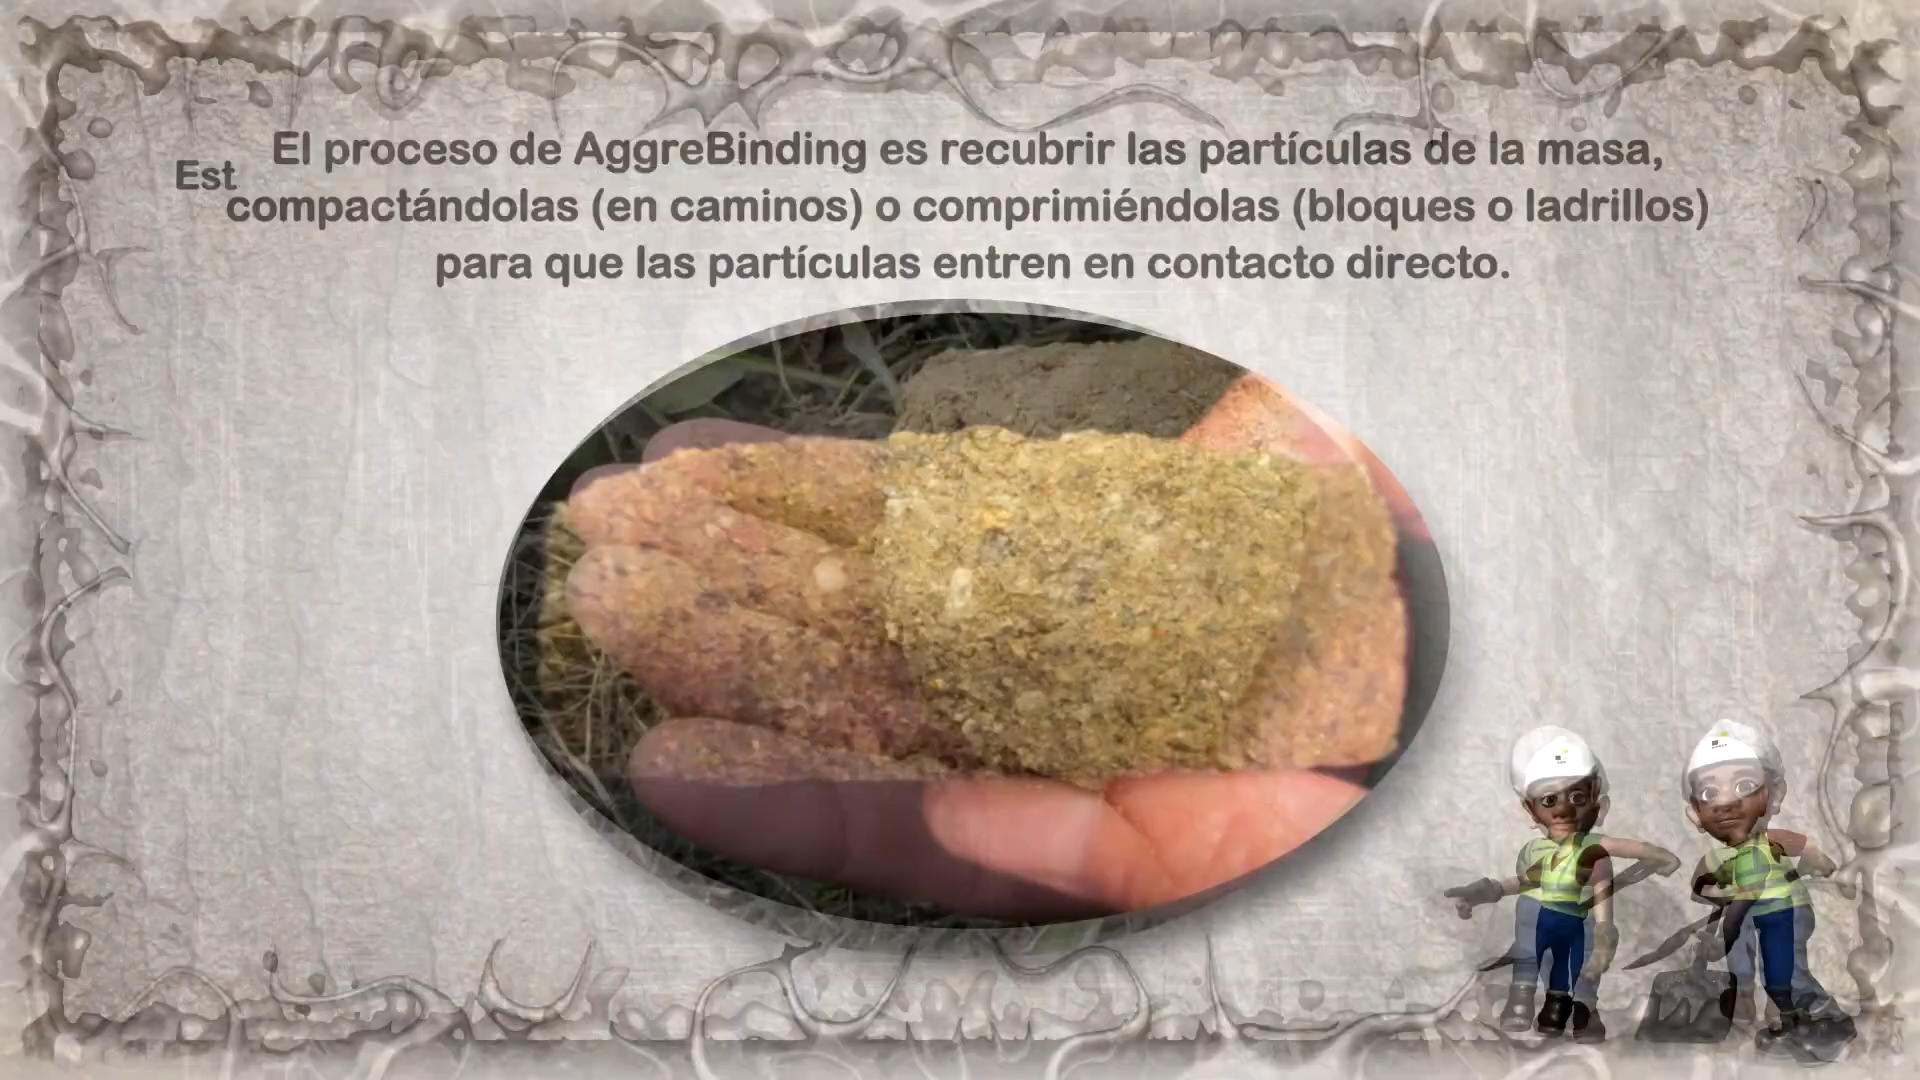 El proceso de AggreBinding es recubrir las partículas de la masa,
Est
compactándolas (en caminos) o comprimiéndolas (bloques o ladrillos)
para que las partículas entren en contacto directo.